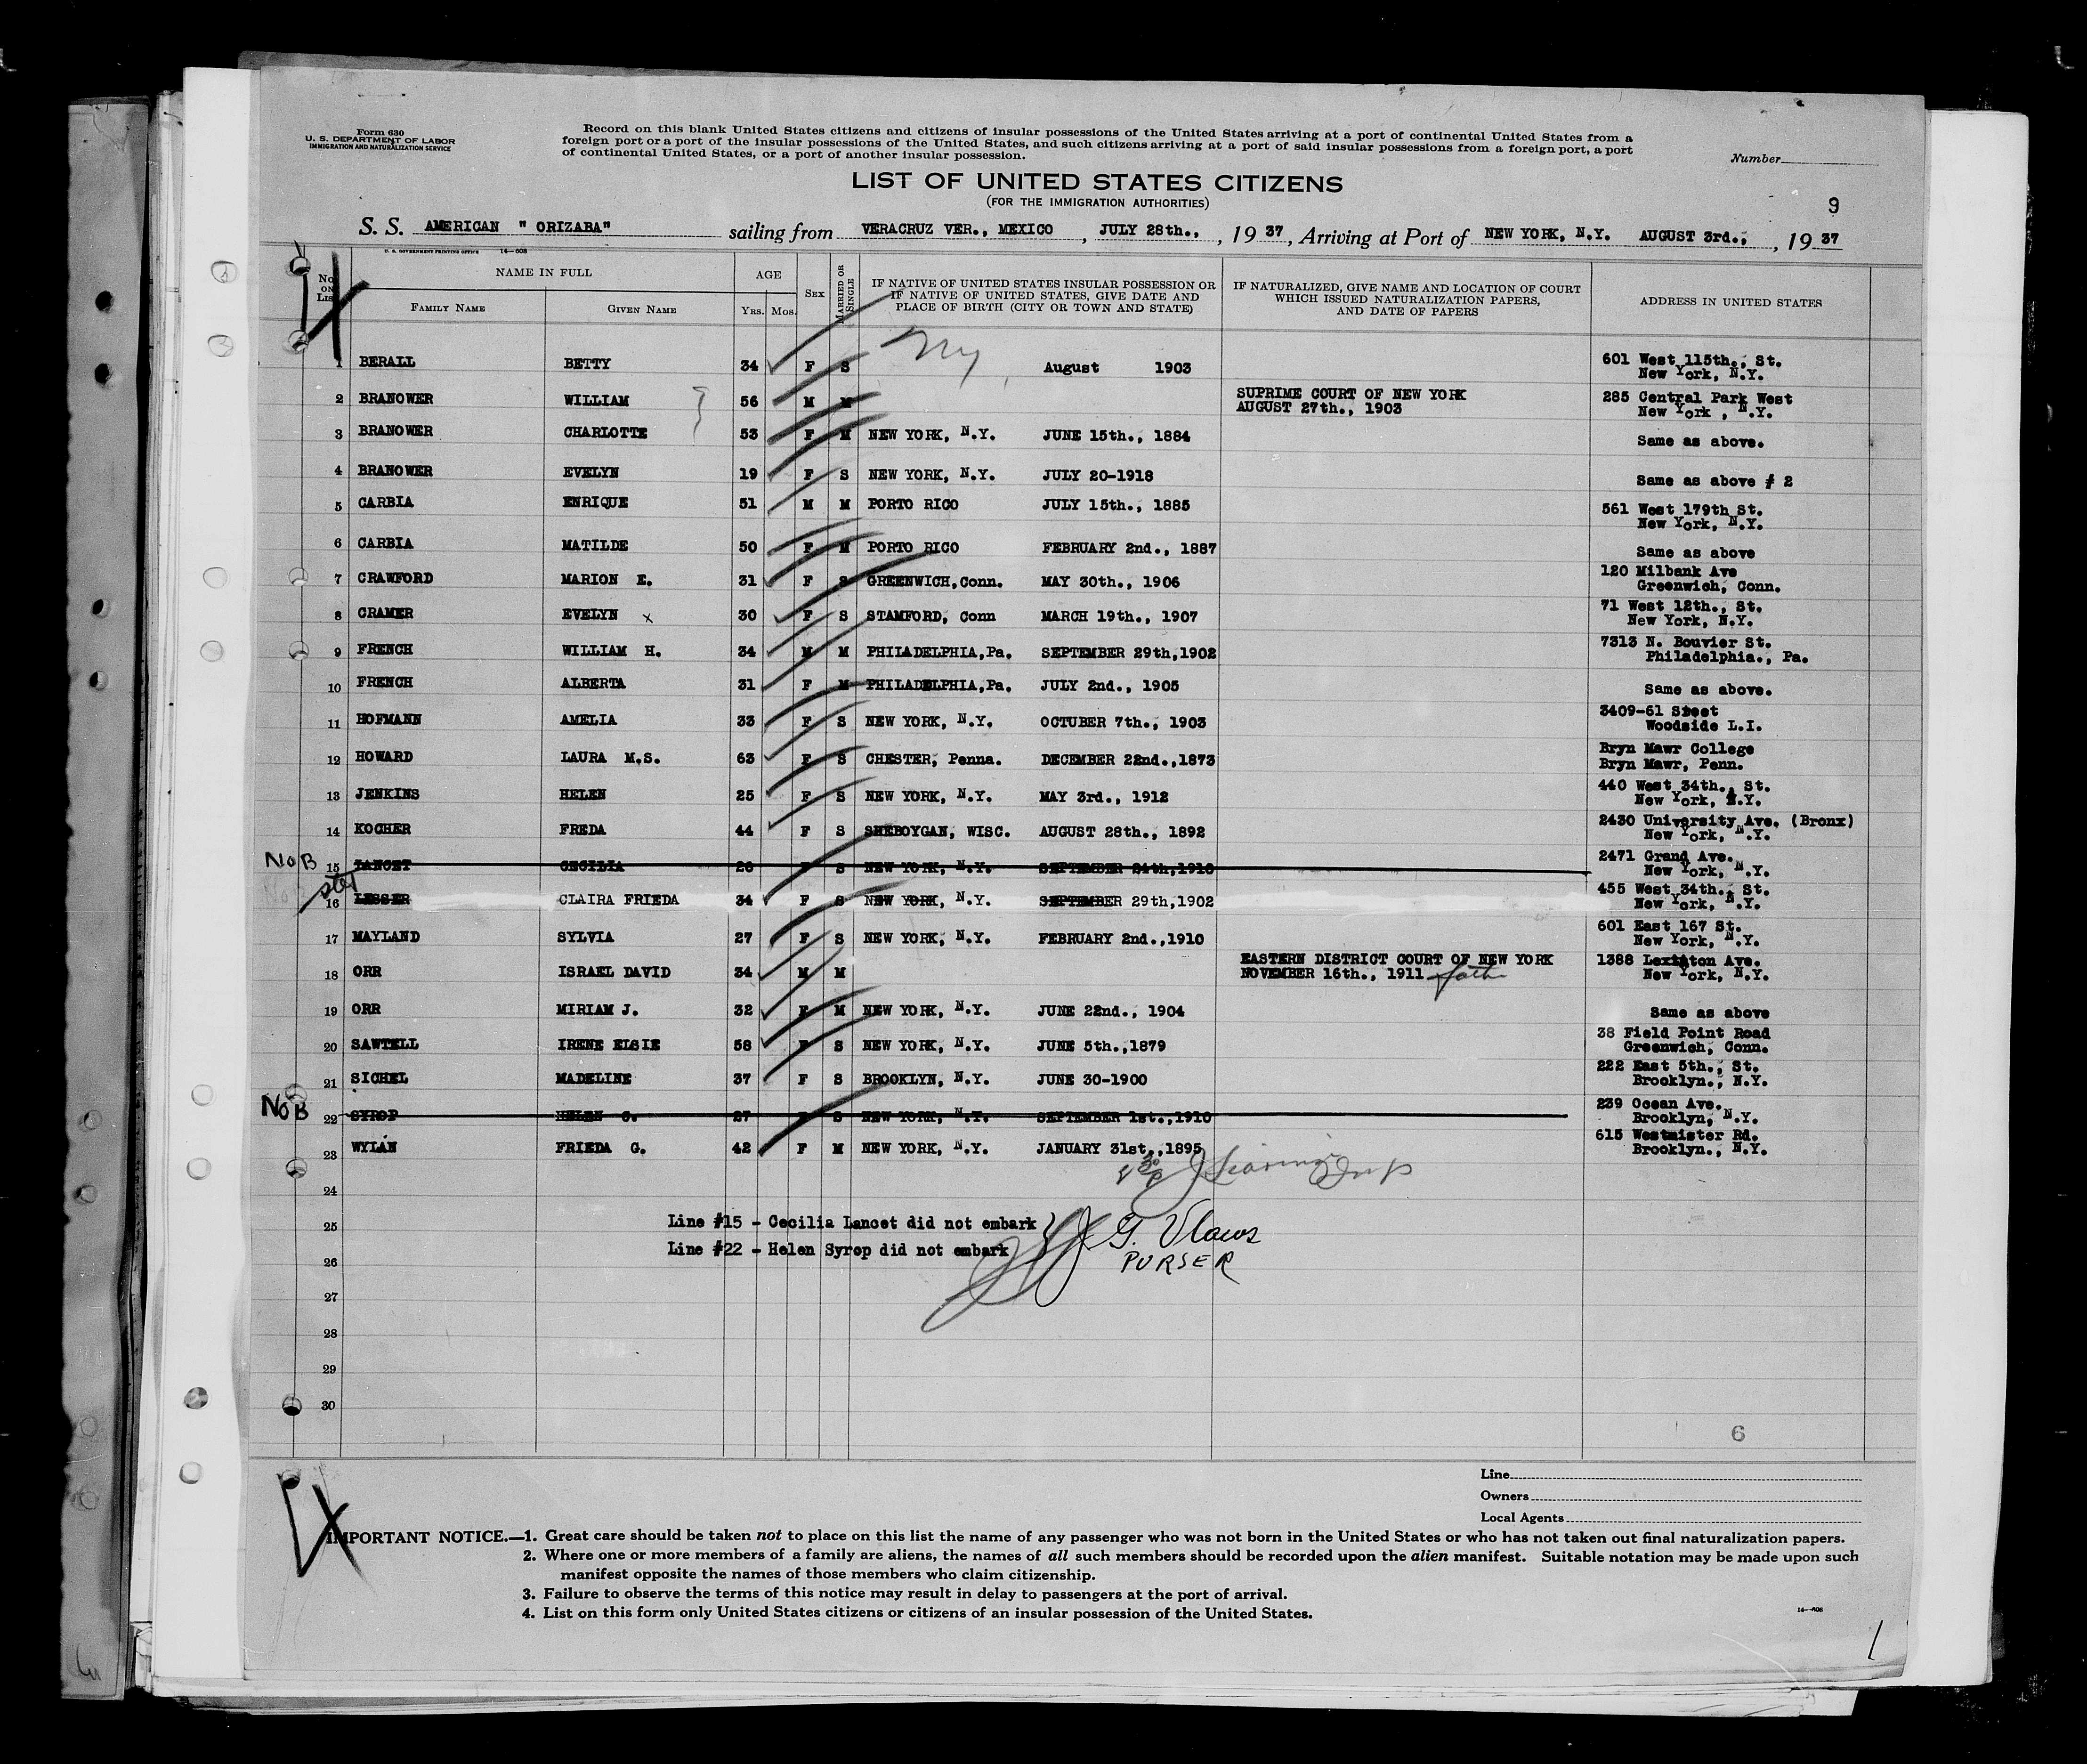 Form 630
U. S. DEPARTMENT OF LABOR
IMMIGRATION AND NATURALIZATION SERVICE
Record on this blank United States citizens and citizens of insular possessions of the United States arriving at a port of continental United States from a
foreign port or a port of the insular possessions of the United States, and such citizens arriving at a port of said insular possessions from a foreign port, a port
of continental United States, or a port of another insular possession.
Number
LIST OF UNITED STATES CITIZENS
(FOR THE IMMIGRATION AUTHORITIES)
9
S. S. AMERICAN " ORIZABA" sailing from VERACRUZ VER., MEXICO , JULY 28th., , 19 37, Arriving at Port of NEW YORK, N.Y. AUGUST 3rd., , 19 37
U. S. GOVERNMENT PRINTING OFFICE 14—608
No. ON LIST
NAME IN FULL
FAMILY NAME GIVEN NAME
AGE
YRS. MOS.
SEX
MARRIED OR SINGLE
IF NATIVE OF UNITED STATES INSULAR POSSESSION OR
IF NATIVE OF UNITED STATES, GIVE DATE AND
PLACE OF BIRTH (CITY OR TOWN AND STATE)
IF NATURALIZED, GIVE NAME AND LOCATION OF COURT
WHICH ISSUED NATURALIZATION PAPERS,
AND DATE OF PAPERS
ADDRESS IN UNITED STATES
1 BERALL BETTY 34 F S NY August 1903 601 West 115th., St.
New York, N.Y.
2 BRANOWER WILLIAM 56 M M SUPRIME COURT OF NEW YORK 285 Central Park West
AUGUST 27th., 1903 New York , N.Y.
3 BRANOWER CHARLOTTE 53 F M NEW YORK, N.Y. JUNE 15th., 1884 Same as above.
4 BRANOWER EVELYN 19 F S NEW YORK, N.Y. JULY 20-1918 Same as above # 2
5 CARBIA ENRIQUE 51 M M PORTO RICO JULY 15th., 1885 561 West 179th St.
New York, N.Y.
6 CARBIA MATILDE 50 F M PORTO RICO FEBRUARY 2nd., 1887 Same as above
7 CRAWFORD MARION E. 31 F S GREENWICH,Conn. MAY 30th., 1906 120 Milbank Ave
Greenwich, Conn.
8 CRAMER EVELYN x 30 F S STAMFORD, Conn MARCH 19th., 1907 71 West 12th., St.
New York, N.Y.
9 FRENCH WILLIAM H. 34 M M PHILADELPHIA,Pa. SEPTEMBER 29th,1902 7313 N. Bouvier St.
Philadelphia., Pa.
10 FRENCH ALBERTA 31 F M PHILADELPHIA,Pa. JULY 2nd., 1905 Same as above.
11 HOFMANN AMELIA 33 F S NEW YORK, N.Y. OCTUBER 7th., 1903 3409-61 Steet
Woodside L.I.
12 HOWARD LAURA M.S. 63 F S CHESTER, Penna. DECEMBER 22nd.,1873 Bryn Mawr College
Bryn Mawr, Penn.
13 JENKINS HELEN 25 F S NEW YORK, N.Y. MAY 3rd., 1912 440 West 34th., St.
New York, N.Y.
14 KOCHER FREDA 44 F S SHEBOYGAN, WISC. AUGUST 28th., 1892 2430 University Ave. (Bronx)
New York, N.Y.
NoB 15 LANCET CECILIA 26 F S NEW YORK, N.Y. SEPTEMBER 24th,1910 2471 Grand Ave.
New York, N.Y.
stet 16 LESSER CLAIRA FRIEDA 34 F S NEW YORK, N.Y. SEPTEMBER 29th,1902 455 West 34th., St.
New York, N.Y.
17 MAYLAND SYLVIA 27 F S NEW YORK, N.Y. FEBRUARY 2nd.,1910 601 East 167 St.
New York, N.Y.
18 ORR ISRAEL DAVID 34 M M EASTERN DISTRICT COURT OF NEW YORK 1388 Lexinton Ave.
NOVEMBER 16th., 1911 New York, N.Y.
19 ORR MIRIAM J. 32 F M NEW YORK, N.Y. JUNE 22nd., 1904 Same as above
20 SAWTELL IRENE ELSIE 58 F S NEW YORK, N.Y. JUNE 5th.,1879 38 Field Point Road
Greenwich, Conn.
21 SICHEL MADELINE 37 F S BROOKLYN, N.Y. JUNE 30-1900 222 East 5th., St.
Brooklyn., N.Y.
NoB 22 SYROP HELEN C. 27 F S NEW YORK, N.Y. SEPTEMBER 1st.,1910 239 Ocean Ave.
Brooklyn, N.Y.
23 WYLAN FRIEDA G. 42 F M NEW YORK, N.Y. JANUARY 31st.,1895 615 Westmister Rd.
Brooklyn., N.Y.
24
25 Line #15 - Cecilia Lancet did not embark
Line #22 - Helen Syrop did not embark
PURSER
26
27
28
29
30
6
Line
Owners
Local Agents
IMPORTANT NOTICE.—1. Great care should be taken not to place on this list the name of any passenger who was not born in the United States or who has not taken out final naturalization papers.
2. Where one or more members of a family are aliens, the names of all such members should be recorded upon the alien manifest. Suitable notation may be made upon such
manifest opposite the names of those members who claim citizenship.
3. Failure to observe the terms of this notice may result in delay to passengers at the port of arrival.
4. List on this form only United States citizens or citizens of an insular possession of the United States.
14—608